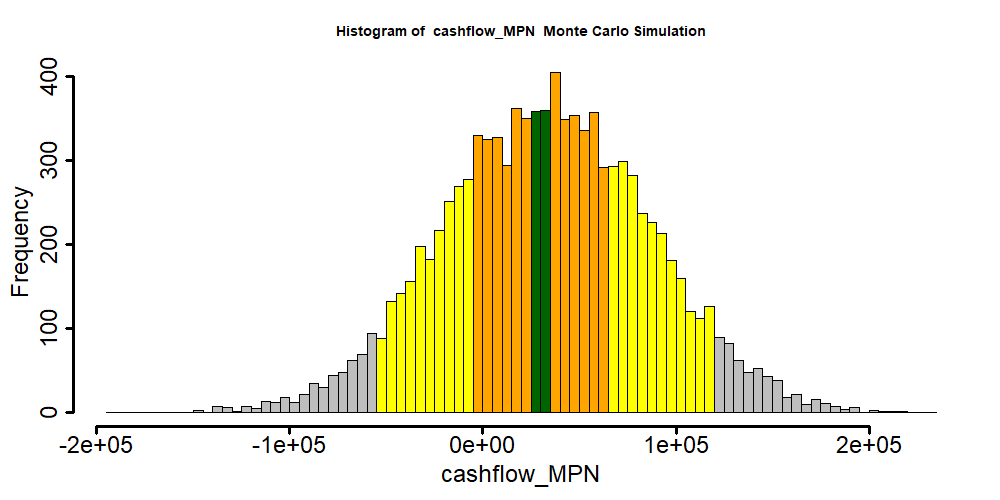 Histogram of  cashflow_MPN  Monte Carlo Simulation
Frequency
400
300
200
100
0
-2e+05 -1e+05 0e+00 1e+05 2e+05
cashflow_MPN